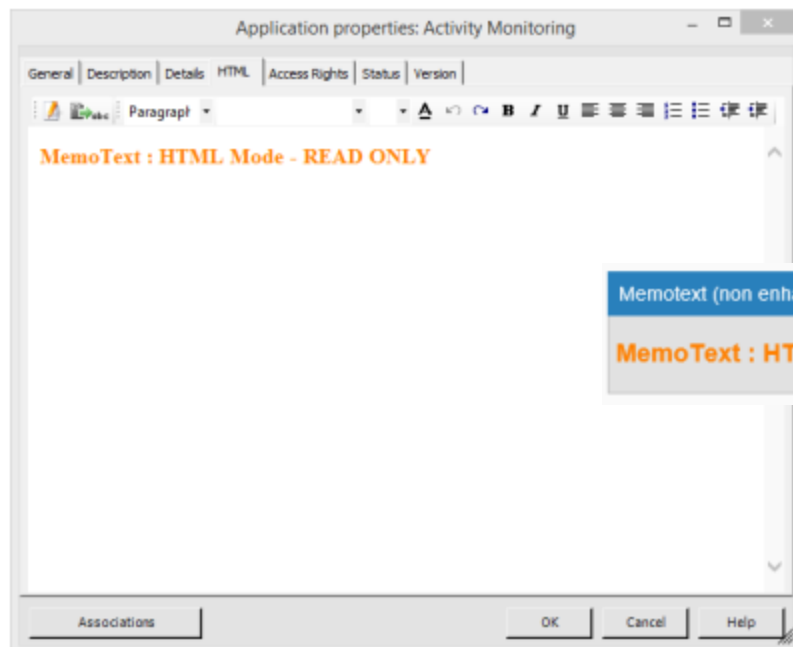 Application properties: Activity Monitoring
General Description Details HTML Access Rights Status Version
abc Paragraph A B I U
MemoText : HTML Mode - READ ONLY
Memotext (non enha
MemoText : HT
Associations OK Cancel Help